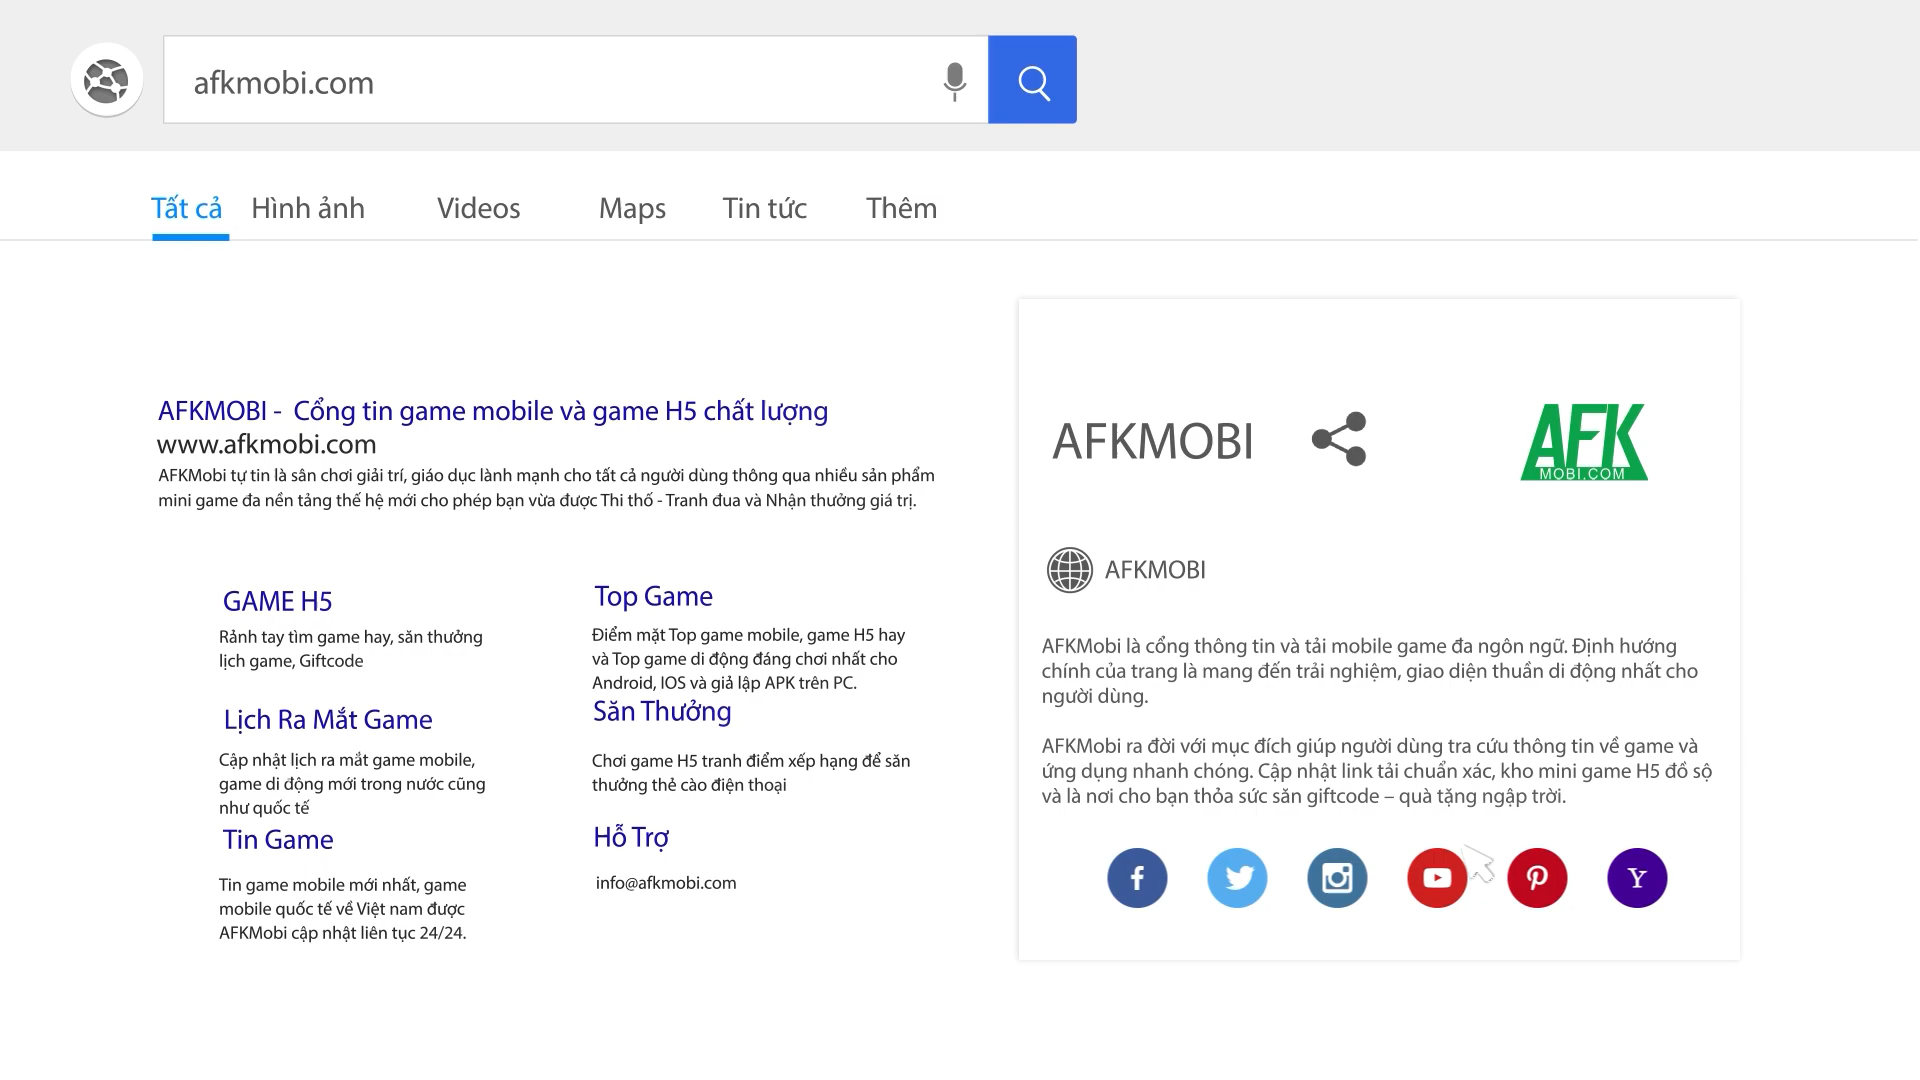 afkmobi.com
Tất cả Hình ảnh Videos Maps Tin tức Thêm
AFKMOBI - Cổng tin game mobile và game H5 chất lượng
www.afkmobi.com
AFKMobi tự tin là sân chơi giải trí, giáo dục lành mạnh cho tất cả người dùng thông qua nhiều sản phẩm
mini game đa nền tảng thế hệ mới cho phép bạn vừa được Thi thố - Tranh đua và Nhận thưởng giá trị.
GAME H5
Rảnh tay tìm game hay, săn thưởng
lịch game, Giftcode
Lịch Ra Mắt Game
Cập nhật lịch ra mắt game mobile,
game di động mới trong nước cũng
như quốc tế
Tin Game
Tin game mobile mới nhất, game
mobile quốc tế về Việt nam được
AFKMobi cập nhật liên tục 24/24.
Top Game
Điểm mặt Top game mobile, game H5 hay
và Top game di động đáng chơi nhất cho
Android, IOS và giả lập APK trên PC.
Săn Thưởng
Chơi game H5 tranh điểm xếp hạng để săn
thưởng thẻ cào điện thoại
Hỗ Trợ
info@afkmobi.com
AFKMOBI
AFK
MOBI.COM
AFKMOBI
AFKMobi là cổng thông tin và tải mobile game đa ngôn ngữ. Định hướng
chính của trang là mang đến trải nghiệm, giao diện thuần di động nhất cho
người dùng.
AFKMobi ra đời với mục đích giúp người dùng tra cứu thông tin về game và
ứng dụng nhanh chóng. Cập nhật link tải chuẩn xác, kho mini game H5 đồ sộ
và là nơi cho bạn thỏa sức săn giftcode – quà tặng ngập trời.